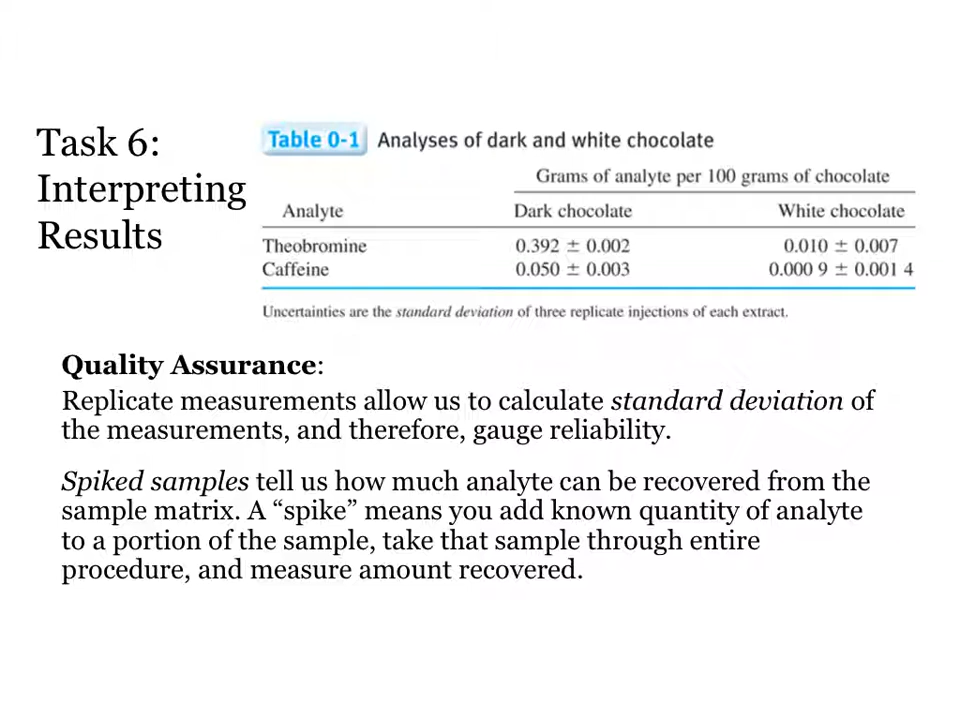 Task 6:
Interpreting
Results
Table 0-1 Analyses of dark and white chocolate
Grams of analyte per 100 grams of chocolate
Analyte Dark chocolate White chocolate
Theobromine 0.392 ± 0.002 0.010 ± 0.007
Caffeine 0.050 ± 0.003 0.000 9 ± 0.001 4
Uncertainties are the standard deviation of three replicate injections of each extract.
Quality Assurance:
Replicate measurements allow us to calculate standard deviation of
the measurements, and therefore, gauge reliability.
Spiked samples tell us how much analyte can be recovered from the
sample matrix. A “spike” means you add known quantity of analyte
to a portion of the sample, take that sample through entire
procedure, and measure amount recovered.